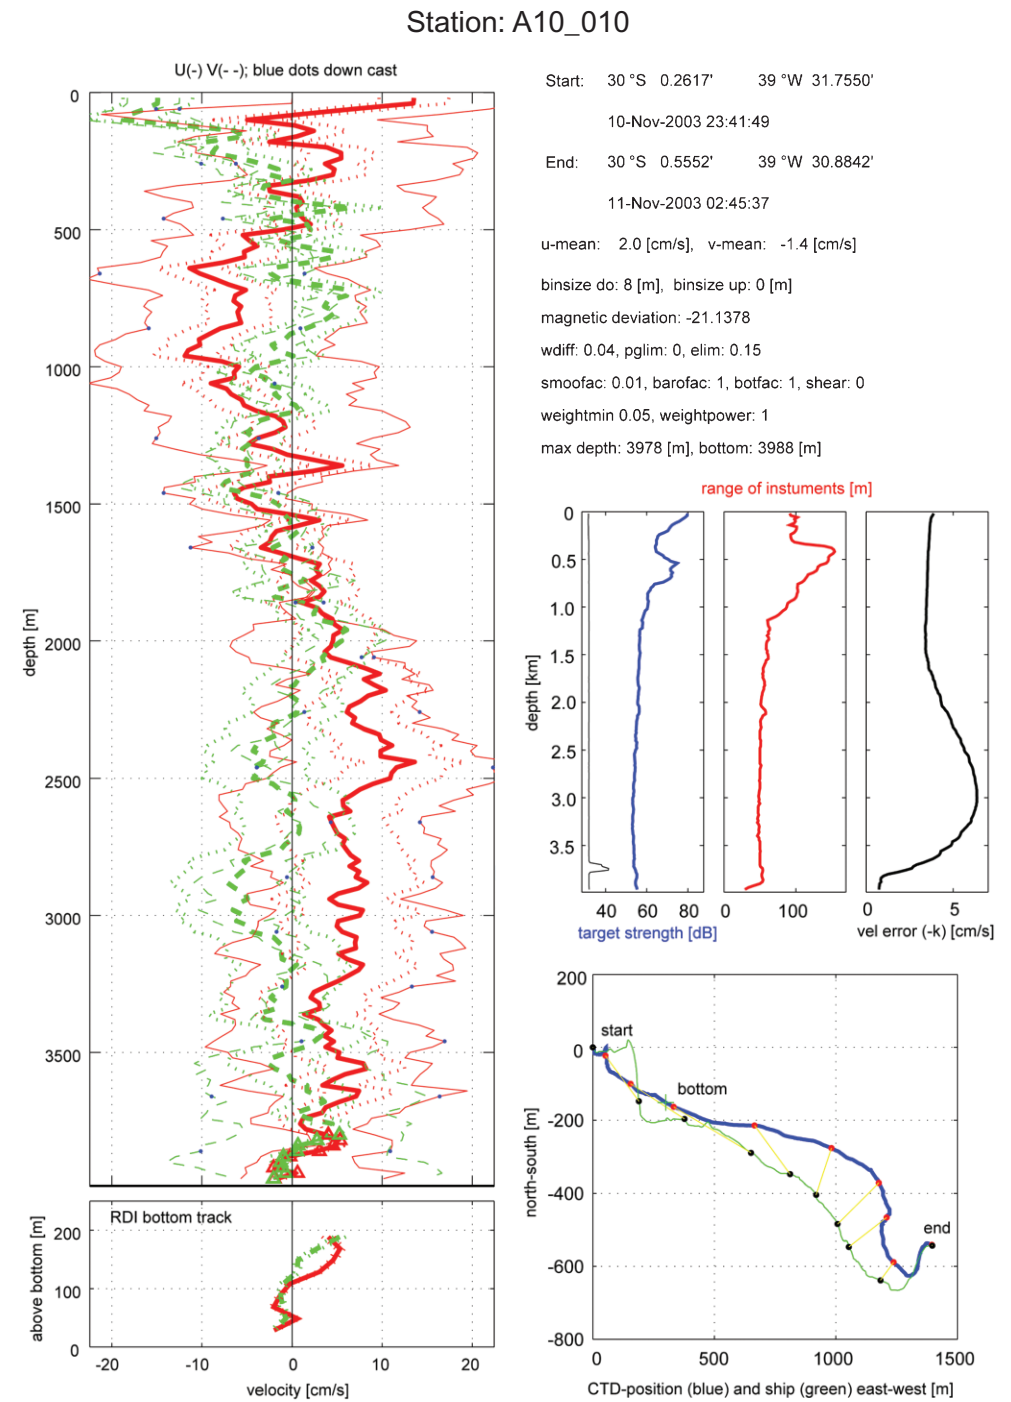 Station: A10_010
U(-) V(- -); blue dots down cast
0
500
1000
1500
2000
2500
3000
3500
depth [m]
RDI bottom track
200
100
0
above bottom [m]
-20 -10 0 10 20
velocity [cm/s]
Start: 30 °S 0.2617' 39 °W 31.7550'
10-Nov-2003 23:41:49
End: 30 °S 0.5552' 39 °W 30.8842'
11-Nov-2003 02:45:37
u-mean: 2.0 [cm/s], v-mean: -1.4 [cm/s]
binsize do: 8 [m], binsize up: 0 [m]
magnetic deviation: -21.1378
wdiff: 0.04, pglim: 0, elim: 0.15
smoofac: 0.01, barofac: 1, botfac: 1, shear: 0
weightmin 0.05, weightpower: 1
max depth: 3978 [m], bottom: 3988 [m]
range of instuments [m]
0
0.5
1.0
1.5
2.0
2.5
3.0
3.5
depth [km]
40 60 80
target strength [dB]
0 100
0 5
vel error (-k) [cm/s]
200
0
-200
-400
-600
-800
north-south [m]
start
bottom
end
0 500 1000 1500
CTD-position (blue) and ship (green) east-west [m]